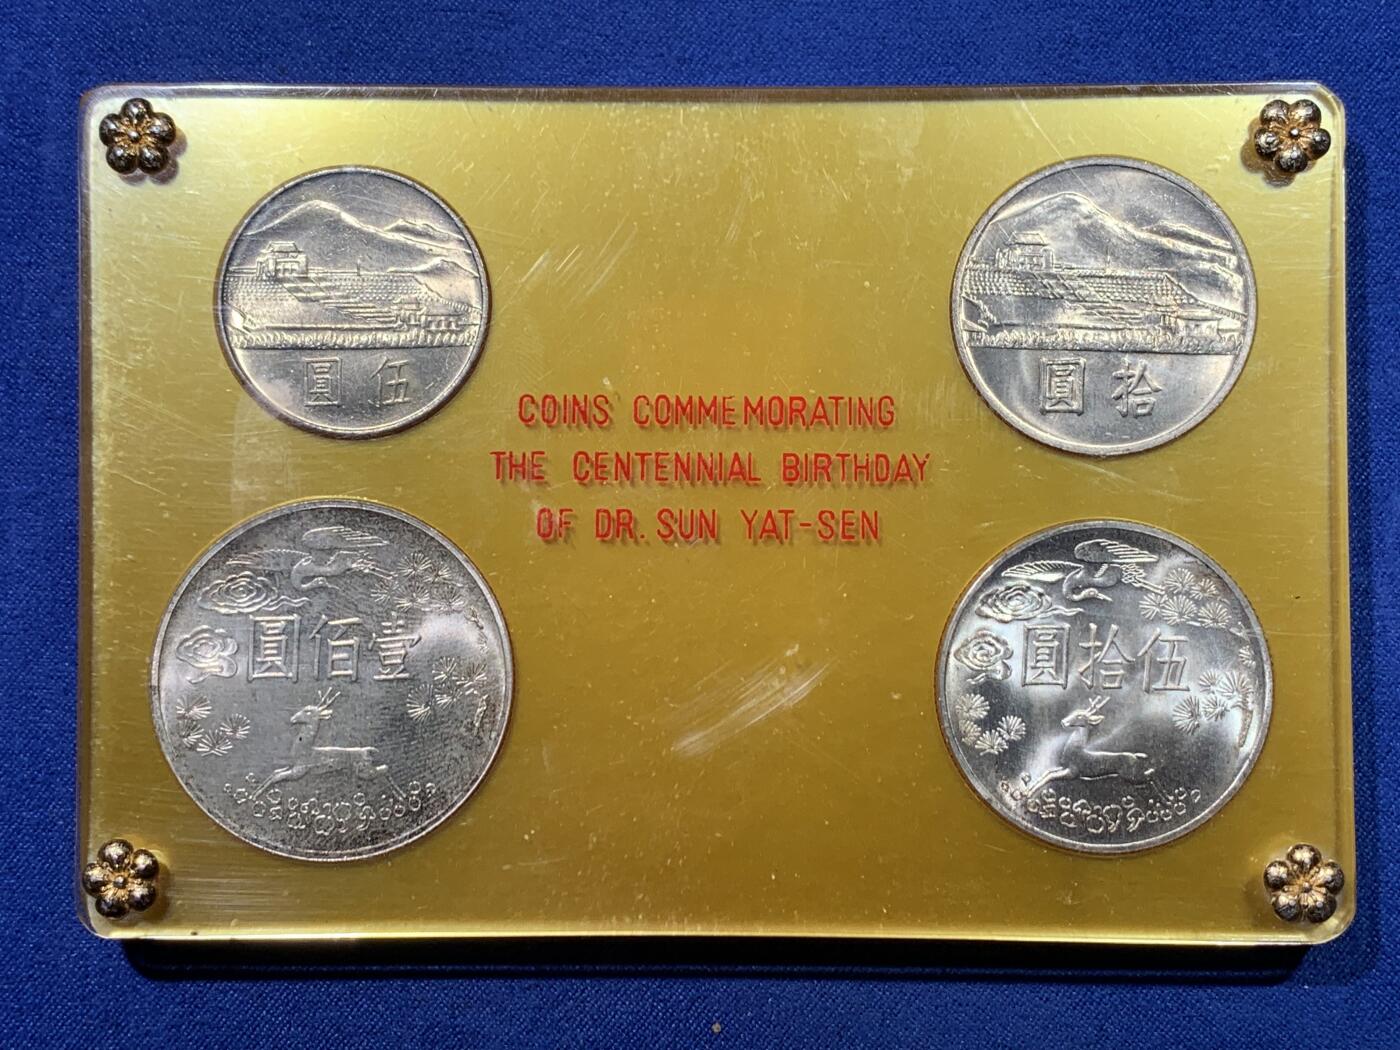 圓 伍
圓 拾
COINS COMMEMORATING
THE CENTENNIAL BIRTHDAY
OF DR. SUN YAT-SEN
圓佰壹
圓拾伍